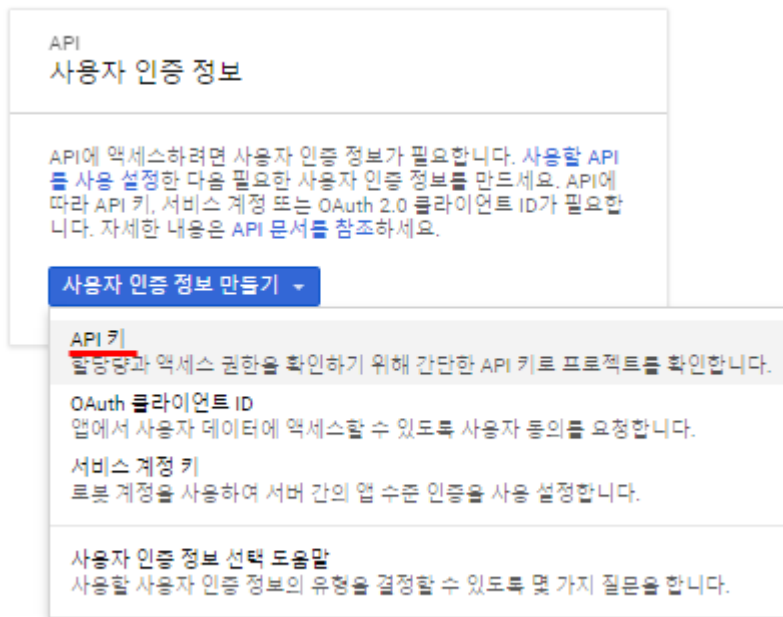 API
사용자 인증 정보
API에 액세스하려면 사용자 인증 정보가 필요합니다. 사용할 API
를 사용 설정한 다음 필요한 사용자 인증 정보를 만드세요. API에
따라 API 키, 서비스 계정 또는 OAuth 2.0 클라이언트 ID가 필요합
니다. 자세한 내용은 API 문서를 참조하세요.
사용자 인증 정보 만들기
API 키
할당량과 액세스 권한을 확인하기 위해 간단한 API 키로 프로젝트를 확인합니다.
OAuth 클라이언트 ID
앱에서 사용자 데이터에 액세스할 수 있도록 사용자 동의를 요청합니다.
서비스 계정 키
로봇 계정을 사용하여 서버 간의 앱 수준 인증을 사용 설정합니다.
사용자 인증 정보 선택 도움말
사용할 사용자 인증 정보의 유형을 결정할 수 있도록 몇 가지 질문을 합니다.